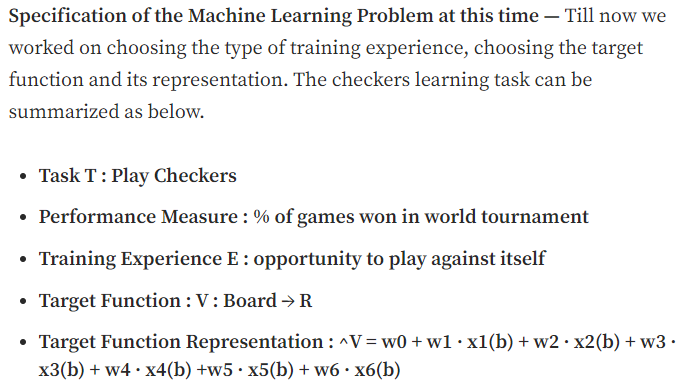 Specification of the Machine Learning Problem at this time — Till now we
worked on choosing the type of training experience, choosing the target
function and its representation. The checkers learning task can be
summarized as below.
• Task T : Play Checkers
• Performance Measure : % of games won in world tournament
• Training Experience E : opportunity to play against itself
• Target Function : V : Board → R
• Target Function Representation : ^V = w0 + w1 · x1(b) + w2 · x2(b) + w3 ·
x3(b) + w4 · x4(b) +w5 · x5(b) + w6 · x6(b)